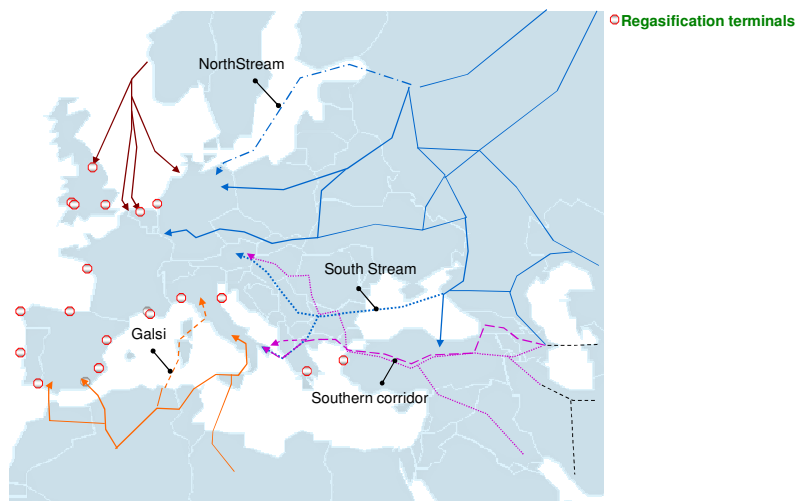 Regasification terminals
NorthStream
South Stream
Galsi
Southern corridor